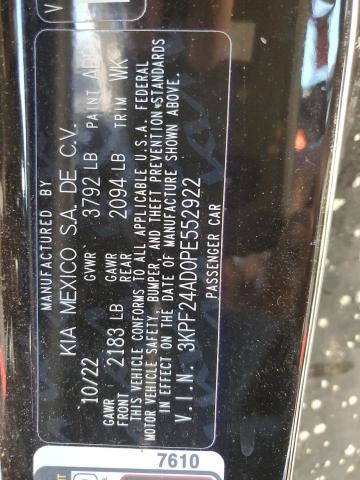 MANUFACTURED BY
KIA MEXICO S.A. DE C.V.
10/22 GVWR 3792 LB PAINT
GAWR FRONT 2183 LB GAWR REAR 2094 LB TRIM WK
THIS VEHICLE CONFORMS TO ALL APPLICABLE U.S.A. FEDERAL
MOTOR VEHICLE SAFETY, BUMPER, AND THEFT PREVENTION STANDARDS
IN EFFECT ON THE DATE OF MANUFACTURE SHOWN ABOVE.
V.I.N: 3KPF24AD0PE552922
PASSENGER CAR
7610